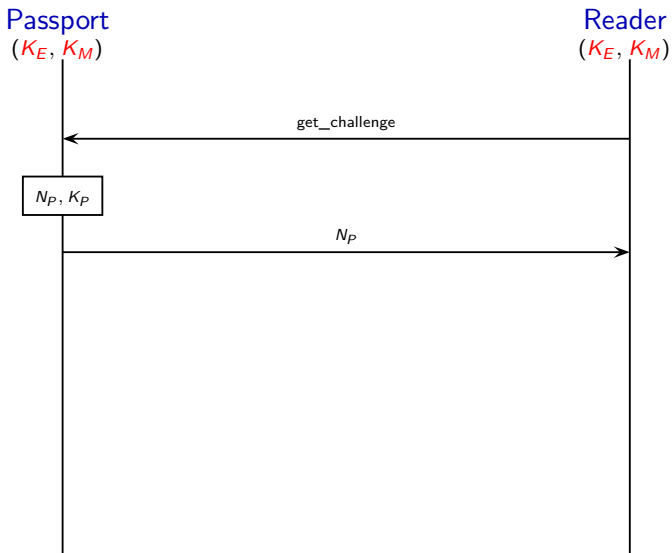 Passport
(K_E, K_M)
Reader
(K_E, K_M)
get_challenge
N_P, K_P
N_P